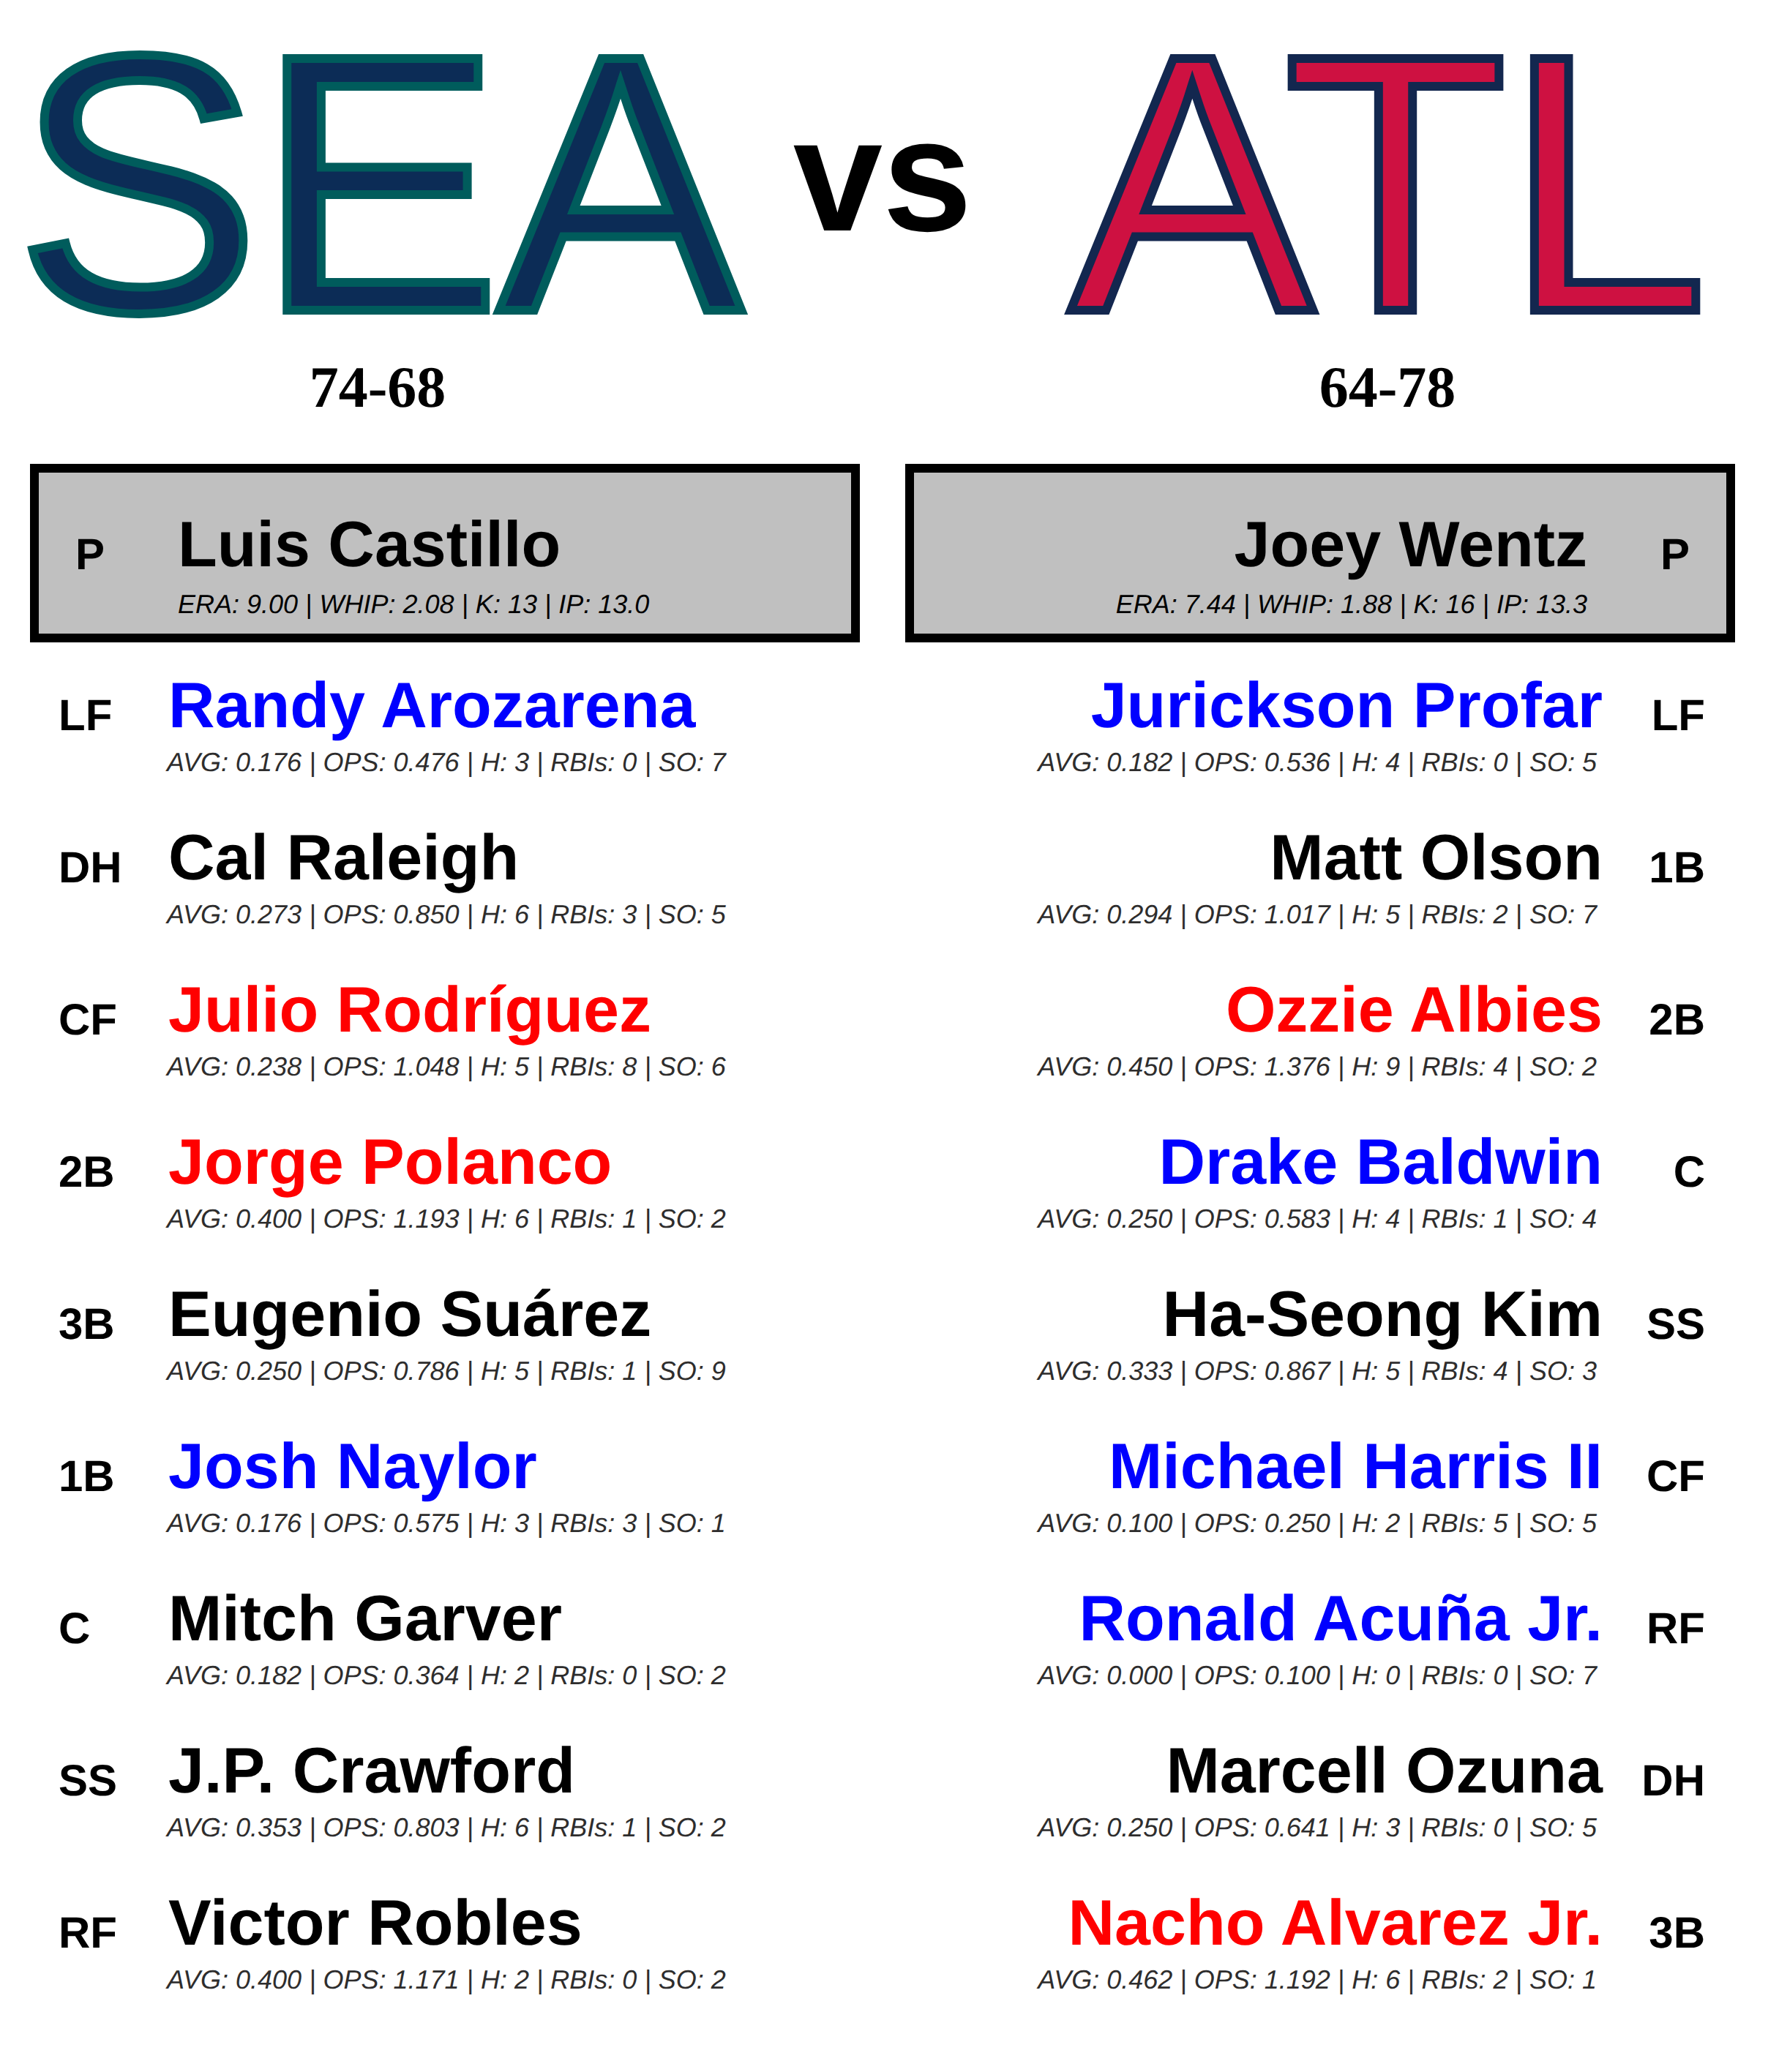 SEA vs ATL
74-68 64-78
P Luis Castillo
ERA: 9.00 | WHIP: 2.08 | K: 13 | IP: 13.0
Joey Wentz P
ERA: 7.44 | WHIP: 1.88 | K: 16 | IP: 13.3
LF Randy Arozarena
AVG: 0.176 | OPS: 0.476 | H: 3 | RBIs: 0 | SO: 7
DH Cal Raleigh
AVG: 0.273 | OPS: 0.850 | H: 6 | RBIs: 3 | SO: 5
CF Julio Rodríguez
AVG: 0.238 | OPS: 1.048 | H: 5 | RBIs: 8 | SO: 6
2B Jorge Polanco
AVG: 0.400 | OPS: 1.193 | H: 6 | RBIs: 1 | SO: 2
3B Eugenio Suárez
AVG: 0.250 | OPS: 0.786 | H: 5 | RBIs: 1 | SO: 9
1B Josh Naylor
AVG: 0.176 | OPS: 0.575 | H: 3 | RBIs: 3 | SO: 1
C Mitch Garver
AVG: 0.182 | OPS: 0.364 | H: 2 | RBIs: 0 | SO: 2
SS J.P. Crawford
AVG: 0.353 | OPS: 0.803 | H: 6 | RBIs: 1 | SO: 2
RF Victor Robles
AVG: 0.400 | OPS: 1.171 | H: 2 | RBIs: 0 | SO: 2
Jurickson Profar LF
AVG: 0.182 | OPS: 0.536 | H: 4 | RBIs: 0 | SO: 5
Matt Olson 1B
AVG: 0.294 | OPS: 1.017 | H: 5 | RBIs: 2 | SO: 7
Ozzie Albies 2B
AVG: 0.450 | OPS: 1.376 | H: 9 | RBIs: 4 | SO: 2
Drake Baldwin C
AVG: 0.250 | OPS: 0.583 | H: 4 | RBIs: 1 | SO: 4
Ha-Seong Kim SS
AVG: 0.333 | OPS: 0.867 | H: 5 | RBIs: 4 | SO: 3
Michael Harris II CF
AVG: 0.100 | OPS: 0.250 | H: 2 | RBIs: 5 | SO: 5
Ronald Acuña Jr. RF
AVG: 0.000 | OPS: 0.100 | H: 0 | RBIs: 0 | SO: 7
Marcell Ozuna DH
AVG: 0.250 | OPS: 0.641 | H: 3 | RBIs: 0 | SO: 5
Nacho Alvarez Jr. 3B
AVG: 0.462 | OPS: 1.192 | H: 6 | RBIs: 2 | SO: 1